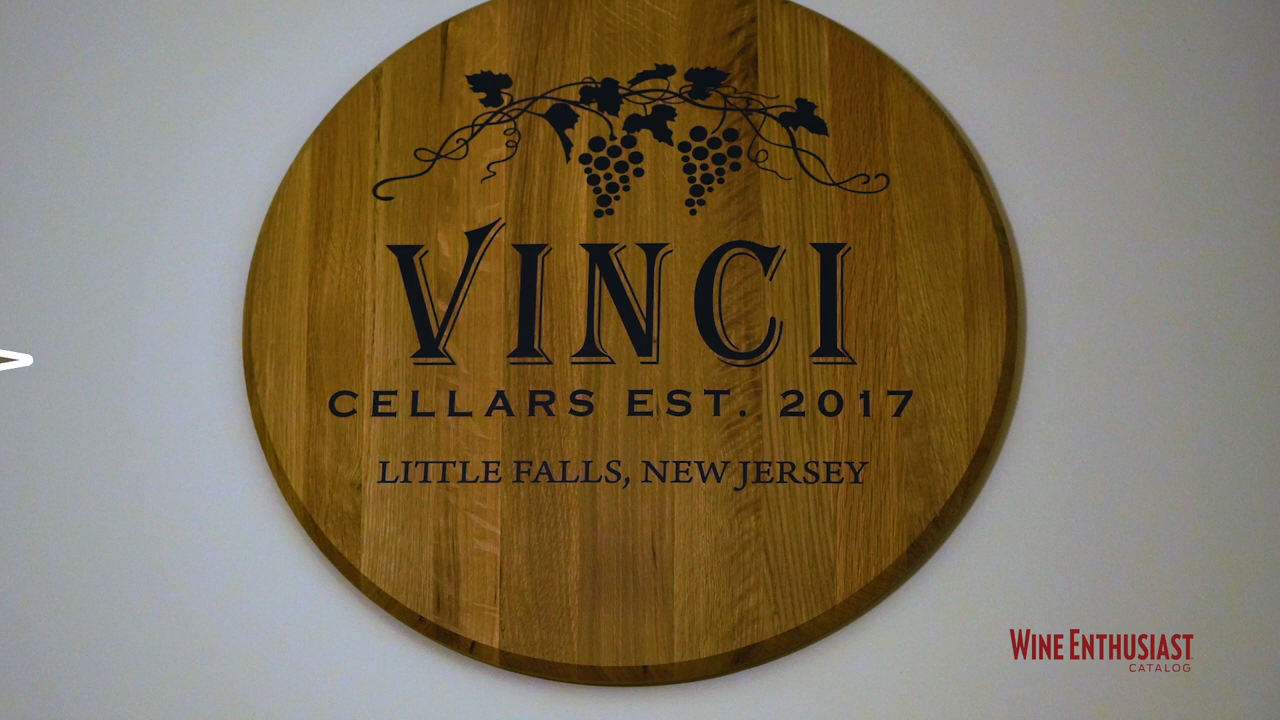 VINCI
CELLARS EST. 2017
LITTLE FALLS, NEW JERSEY
WINE ENTHUSIAST
CATALOG